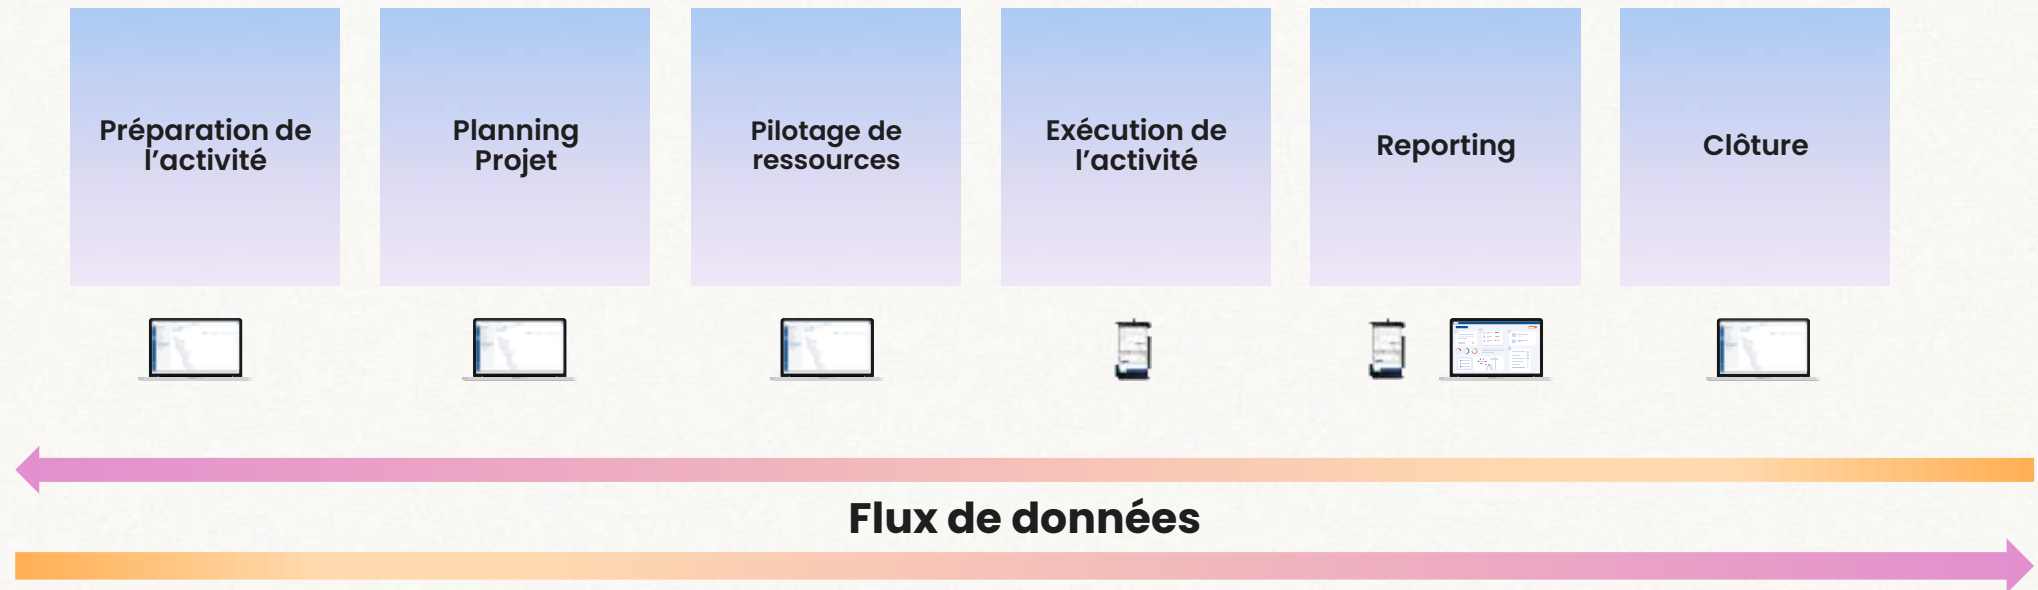 Préparation de
l’activité
Planning
Projet
Pilotage de
ressources
Exécution de
l’activité
Reporting
Clôture
Flux de données